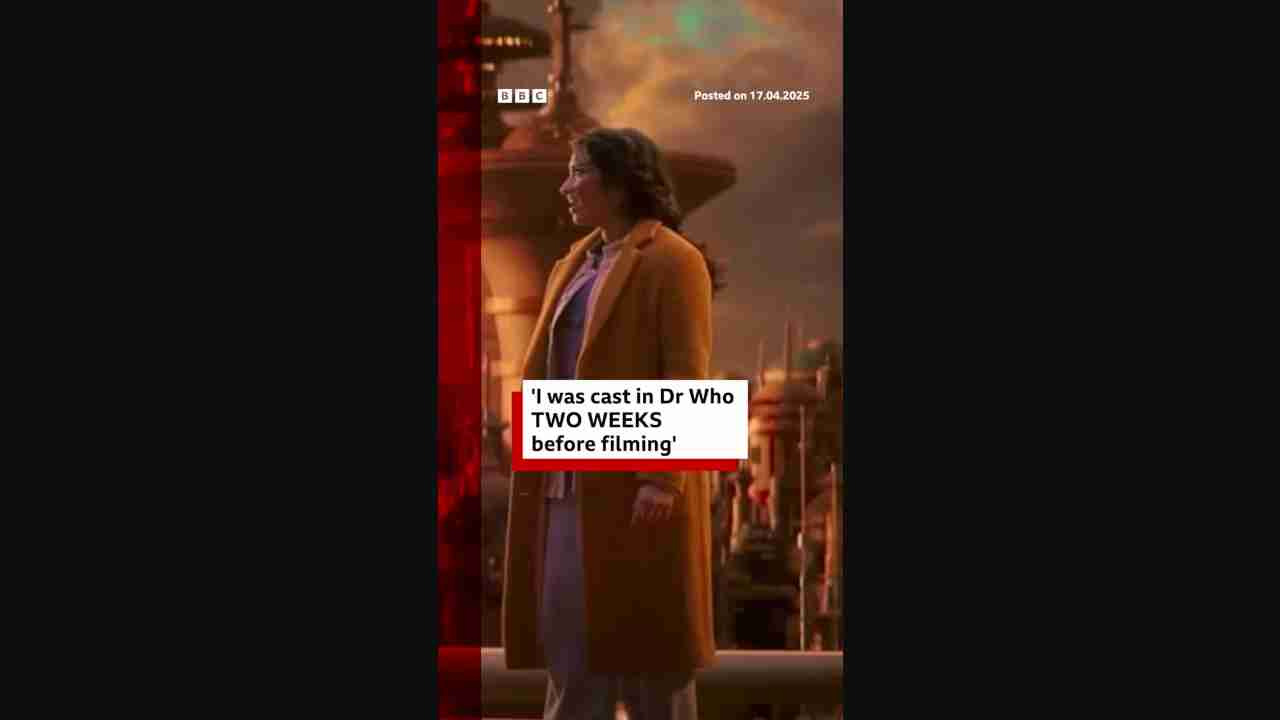 BBC
Posted on 17.04.2025
'I was cast in Dr Who
TWO WEEKS
before filming'